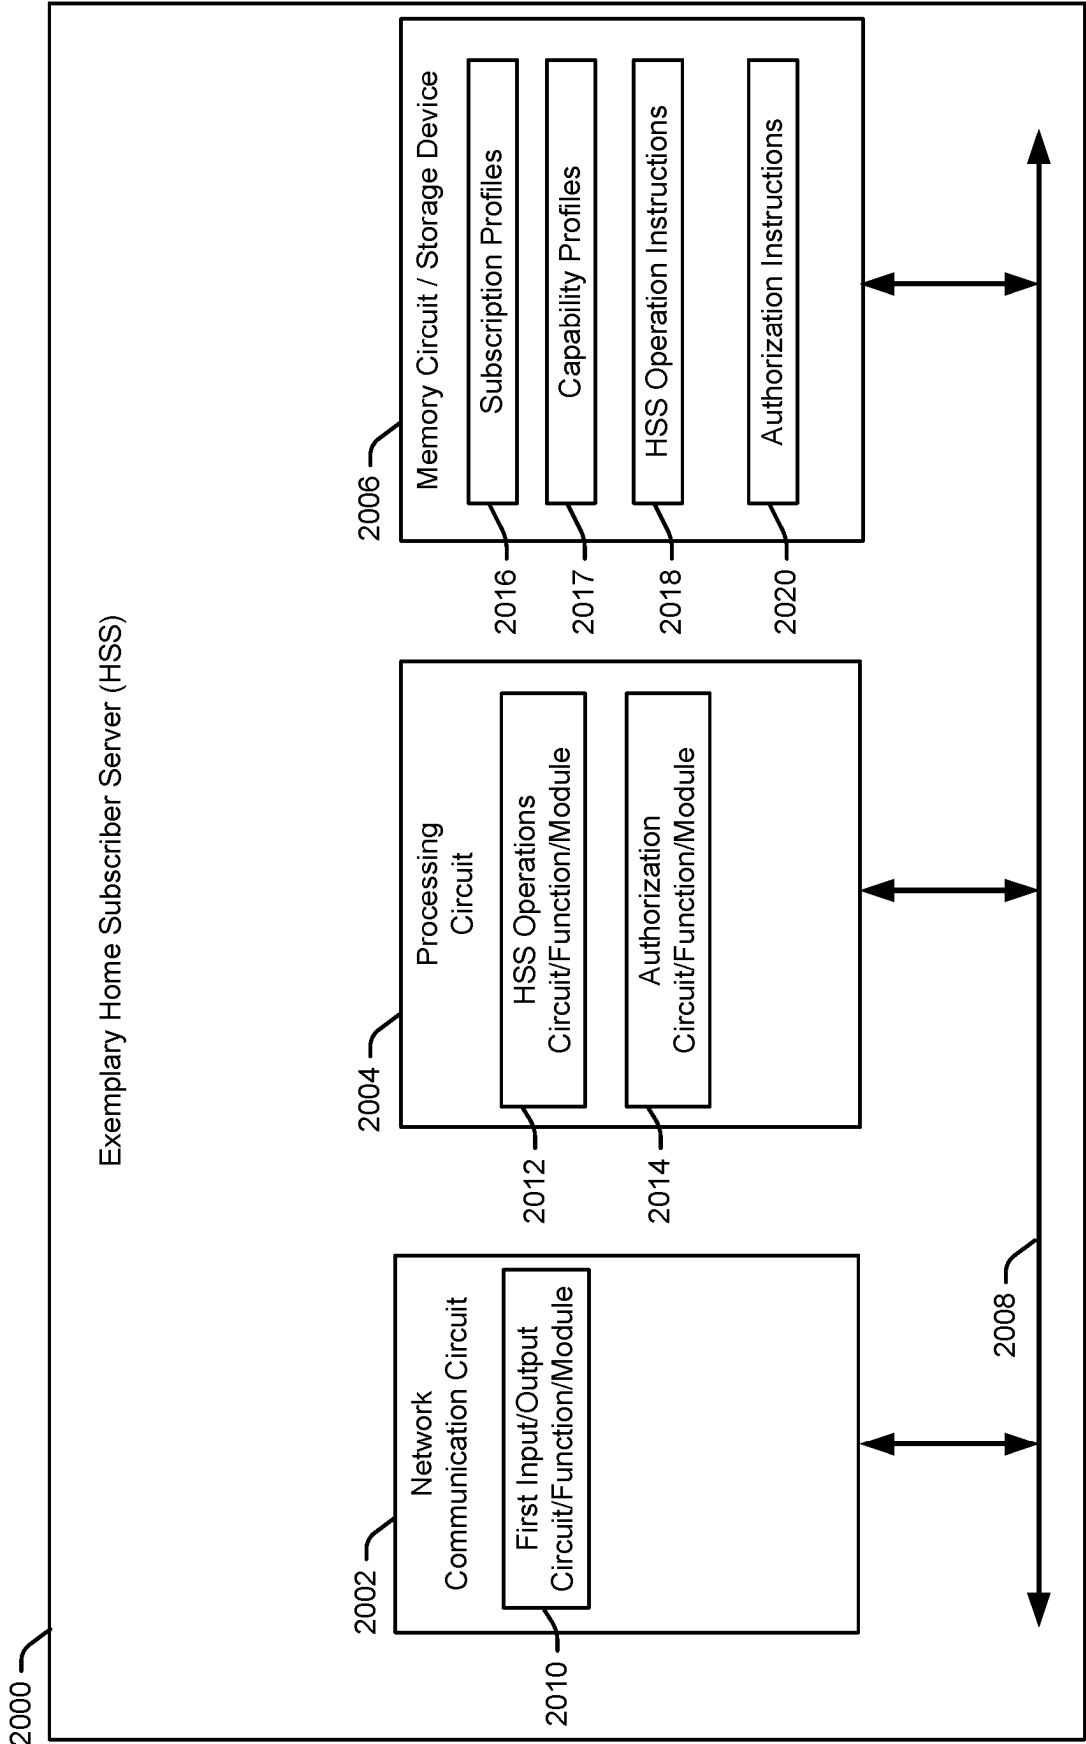 2000
Exemplary Home Subscriber Server (HSS)
2002
Network
Communication Circuit
First Input/Output
Circuit/Function/Module
2010
2004
Processing
Circuit
HSS Operations
Circuit/Function/Module
2012
Authorization
Circuit/Function/Module
2014
2006
Memory Circuit / Storage Device
Subscription Profiles
2016
Capability Profiles
2017
HSS Operation Instructions
2018
Authorization Instructions
2020
2008